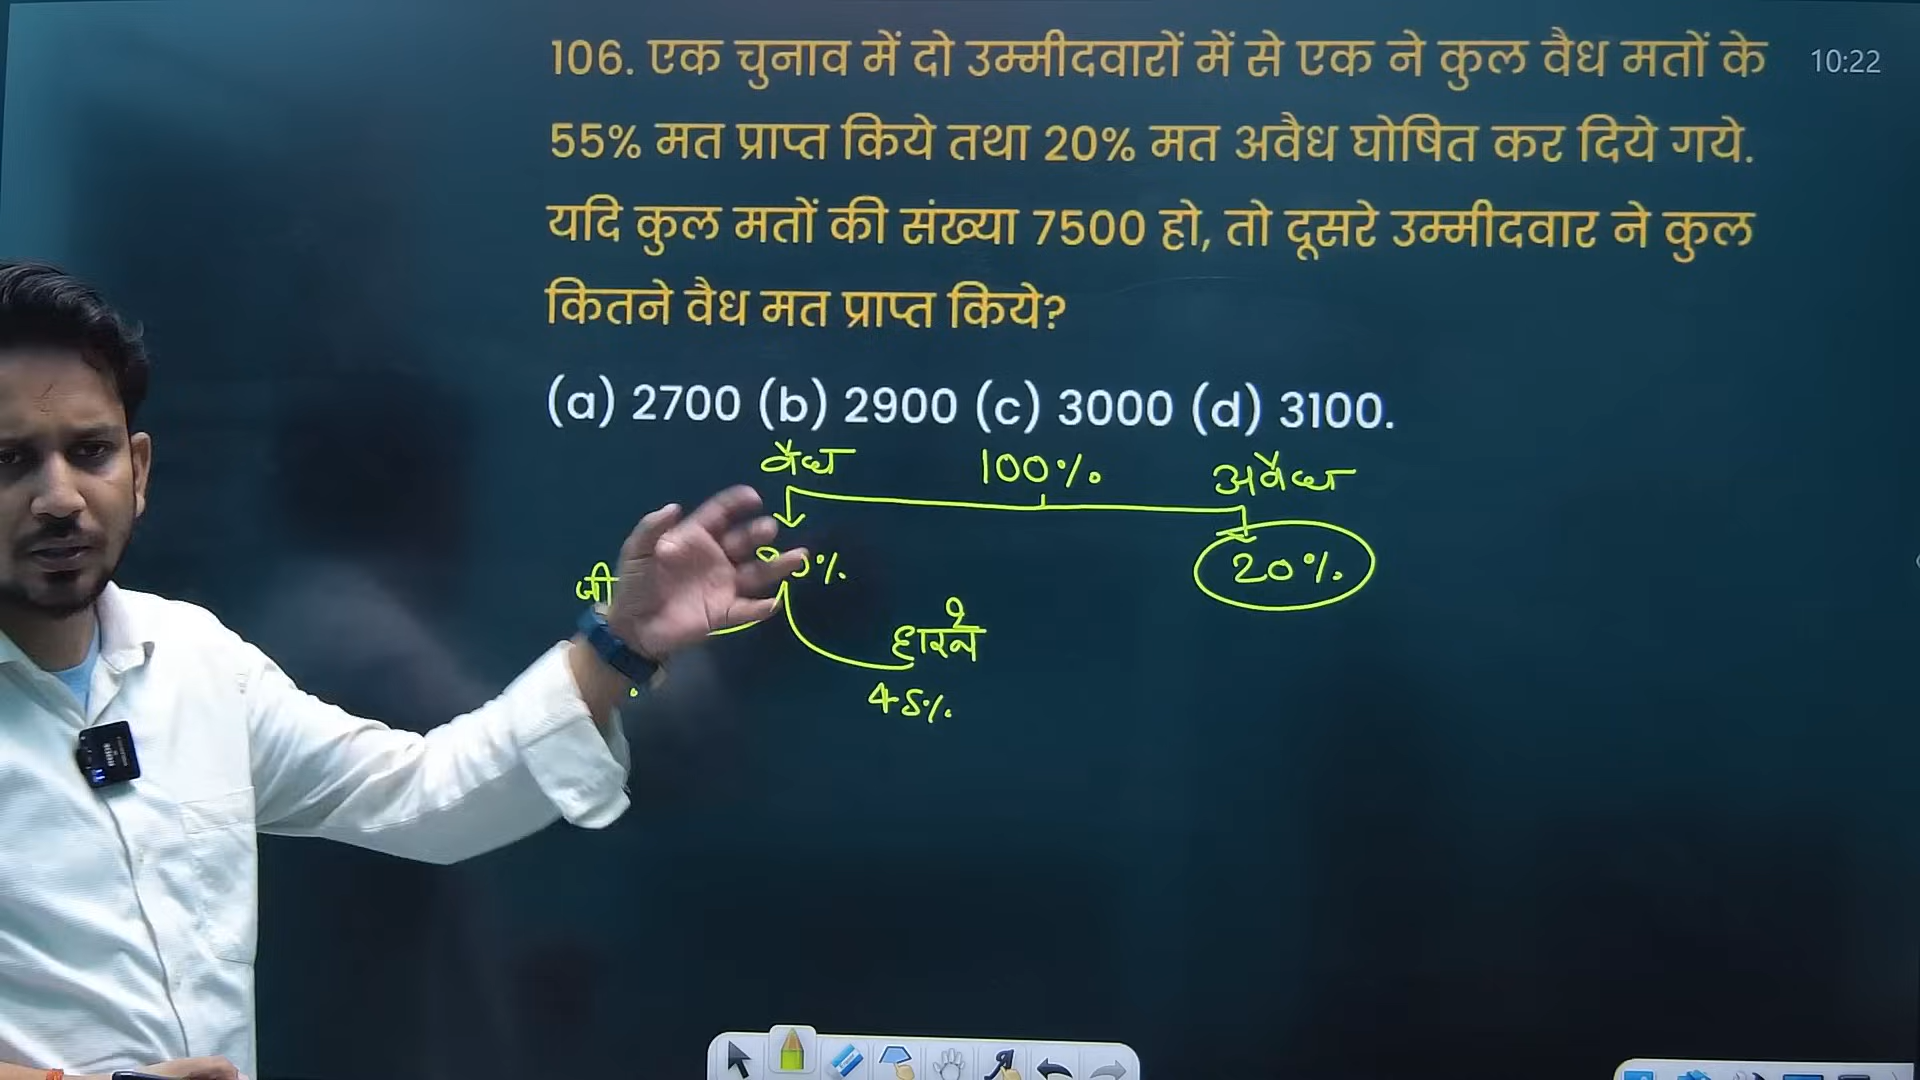 106. एक चुनाव में दो उम्मीदवारों में से एक ने कुल वैध मतों के
10:22
55% मत प्राप्त किये तथा 20% मत अवैध घोषित कर दिये गये.
यदि कुल मतों की संख्या 7500 हो, तो दूसरे उम्मीदवार ने कुल
कितने वैध मत प्राप्त किये?
(a) 2700 (b) 2900 (c) 3000 (d) 3100.
वैध 100% अवैध
20%
जी
हारने
45%